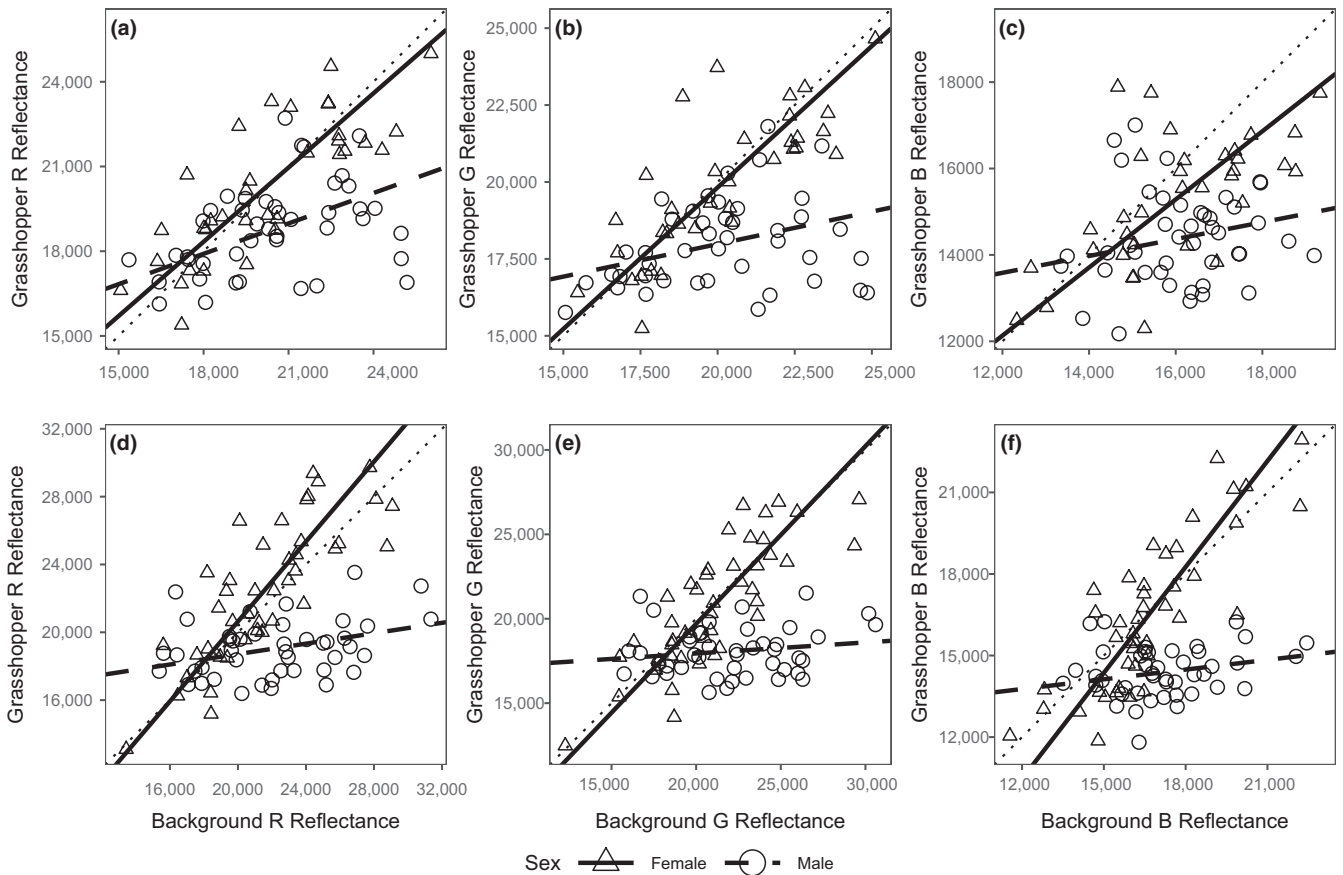 (a)
Grasshopper R Reflectance
24,000
21,000
18,000
15,000
15,000 18,000 21,000 24,000
(b)
Grasshopper G Reflectance
25,000
22,500
20,000
17,500
15,000
15,000 17,500 20,000 22,500 25,000
(c)
Grasshopper B Reflectance
18000
16000
14000
12000
12,000 14,000 16,000 18,000
(d)
Grasshopper R Reflectance
32,000
28,000
24,000
20,000
16,000
16,000 20,000 24,000 28,000 32,000
Background R Reflectance
(e)
Grasshopper G Reflectance
30,000
25,000
20,000
15,000
15,000 20,000 25,000 30,000
Background G Reflectance
(f)
Grasshopper B Reflectance
21,000
18,000
15,000
12,000
12,000 15,000 18,000 21,000
Background B Reflectance
Sex Female Male